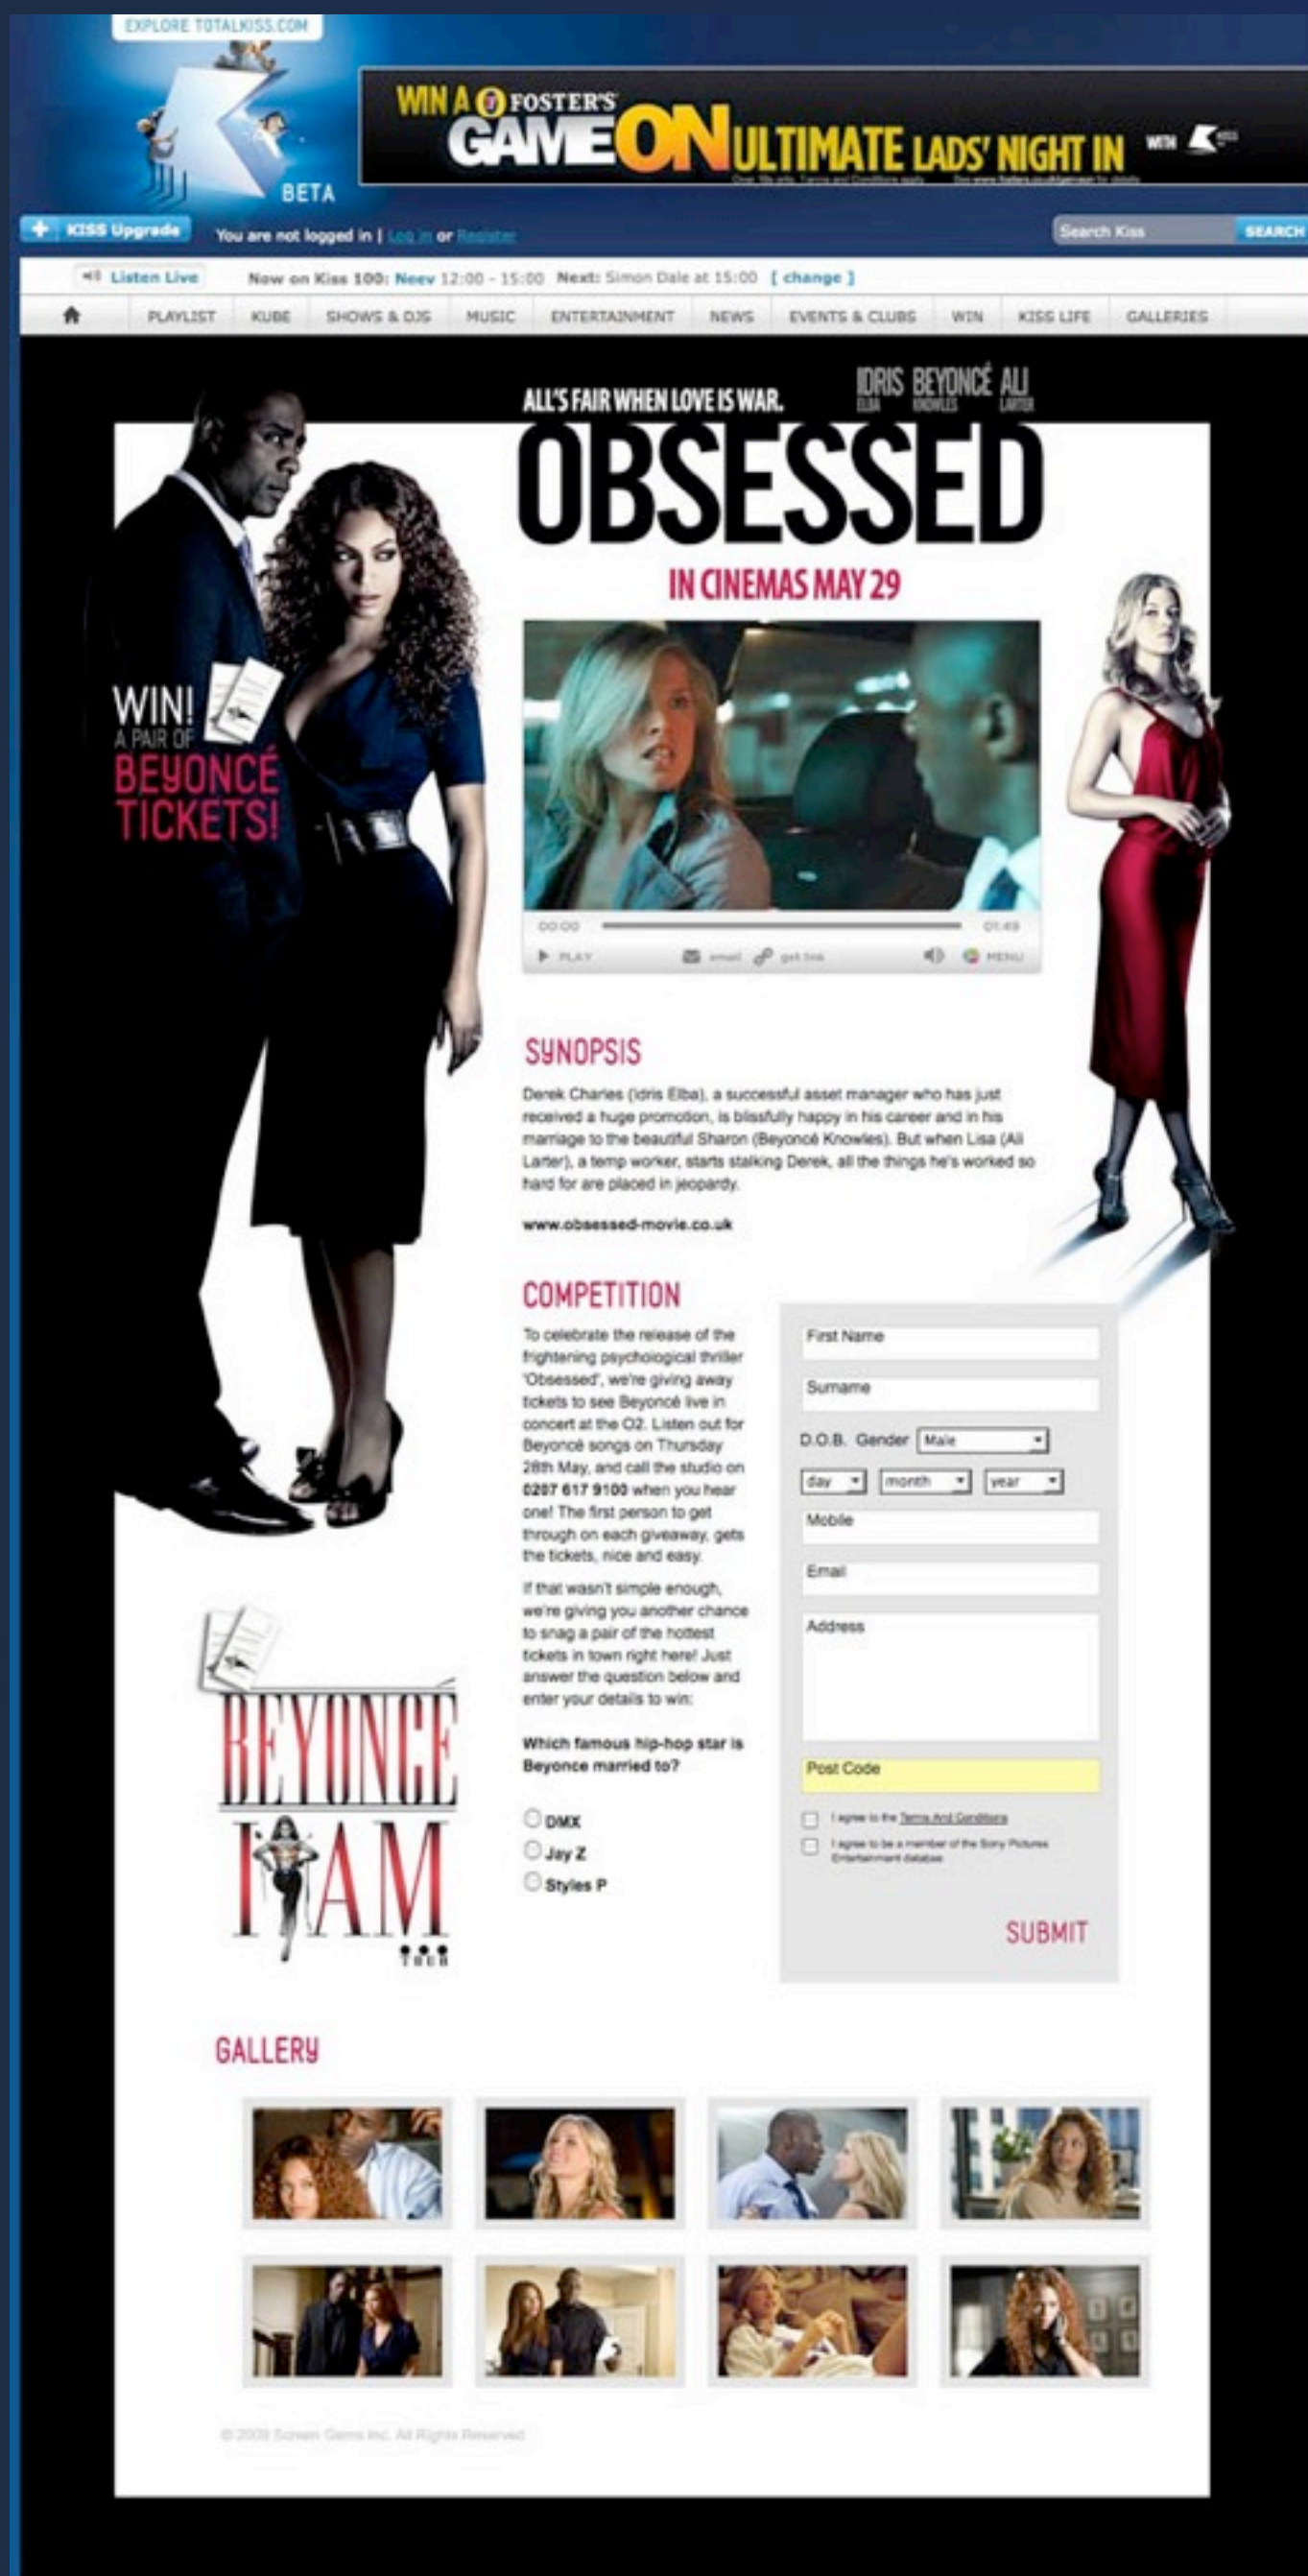 EXPLORE TOTALKISS.COM
WIN A FOSTER'S
GAME ON ULTIMATE LADS' NIGHT IN WITH KISS
BETA
KISS Upgrade
You are not logged in | Log in or Register
Search Kiss SEARCH
Listen Live Now on Kiss 100: Neev 12:00 - 15:00 Next: Simon Dale at 15:00 [ change ]
PLAYLIST KUBE SHOWS & DJS MUSIC ENTERTAINMENT NEWS EVENTS & CLUBS WIN KISS LIFE GALLERIES
ALL'S FAIR WHEN LOVE IS WAR.
IDRIS BEYONCÉ ALI
ELBA KNOWLES LARTER
OBSESSED
IN CINEMAS MAY 29
WIN!
A PAIR OF
BEYONCÉ
TICKETS!
00:00 01:49
PLAY email get link MENU
SYNOPSIS
Derek Charles (Idris Elba), a successful asset manager who has just
received a huge promotion, is blissfully happy in his career and in his
marriage to the beautiful Sharon (Beyoncé Knowles). But when Lisa (Ali
Larter), a temp worker, starts stalking Derek, all the things he's worked so
hard for are placed in jeopardy.
www.obsessed-movie.co.uk
COMPETITION
To celebrate the release of the
frightening psychological thriller
'Obsessed', we're giving away
tickets to see Beyoncé live in
concert at the O2. Listen out for
Beyoncé songs on Thursday
28th May, and call the studio on
0207 617 9100 when you hear
one! The first person to get
through on each giveaway, gets
the tickets, nice and easy.
If that wasn't simple enough,
we're giving you another chance
to snag a pair of the hottest
tickets in town right here! Just
answer the question below and
enter your details to win:
Which famous hip-hop star is
Beyonce married to?
DMX
Jay Z
Styles P
First Name
Surname
D.O.B. Gender Male
day month year
Mobile
Email
Address
Post Code
I agree to the Terms And Conditions
I agree to be a member of the Sony Pictures
Entertainment databse
SUBMIT
BEYONCÉ
I AM
TOUR
GALLERY
© 2009 Screen Gems Inc. All Rights Reserved